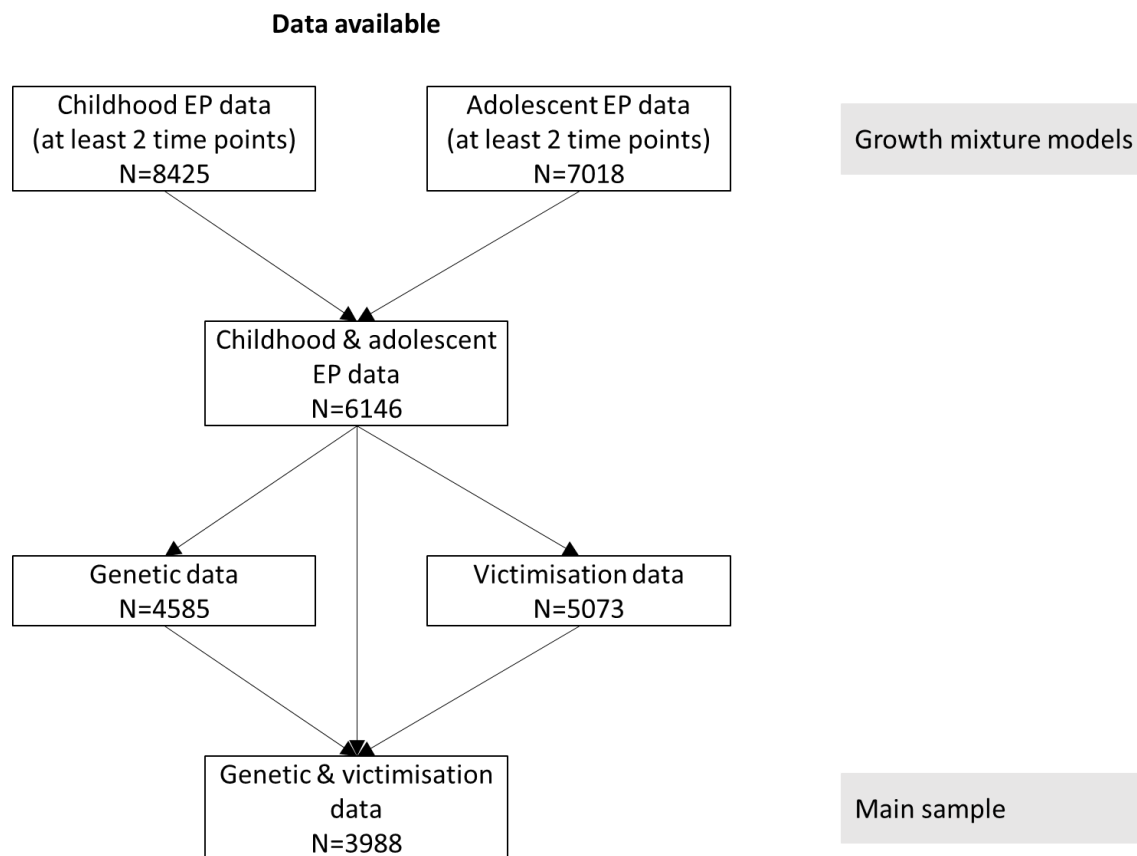 Data available
Childhood EP data
(at least 2 time points)
N=8425
Adolescent EP data
(at least 2 time points)
N=7018
Growth mixture models
Childhood & adolescent
EP data
N=6146
Genetic data
N=4585
Victimisation data
N=5073
Genetic & victimisation
data
N=3988
Main sample